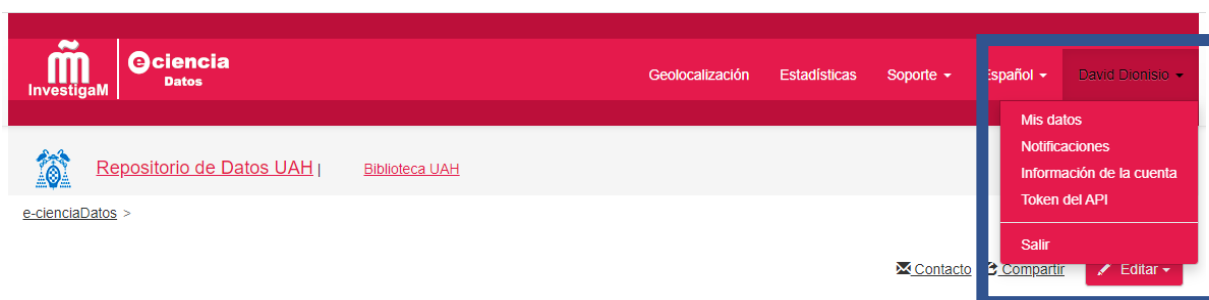 InvestigaM
eciencia
Datos
Geolocalización Estadísticas Soporte Español David Dionisio
Mis datos
Notificaciones
Información de la cuenta
Token del API
Salir
Repositorio de Datos UAH | Biblioteca UAH
e-cienciaDatos >
Contacto Compartir Editar